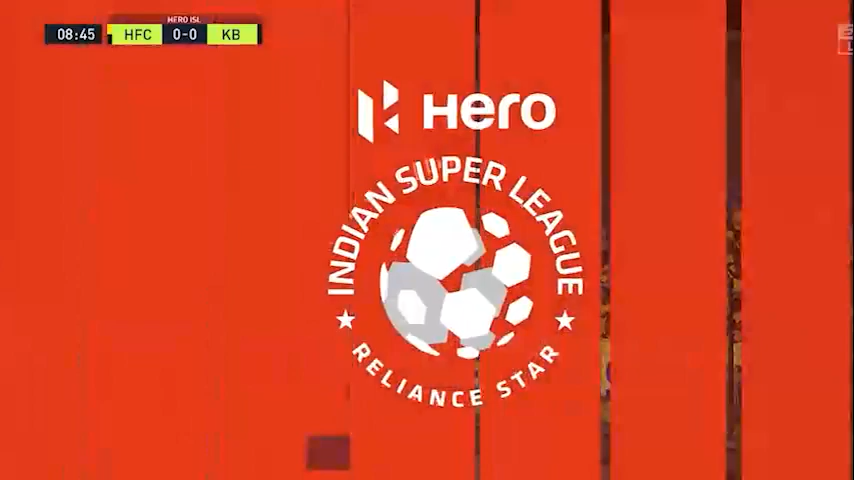 HERO ISL
08:45 HFC 0-0 KB
Hero
INDIAN SUPER LEAGUE
RELIANCE STAR